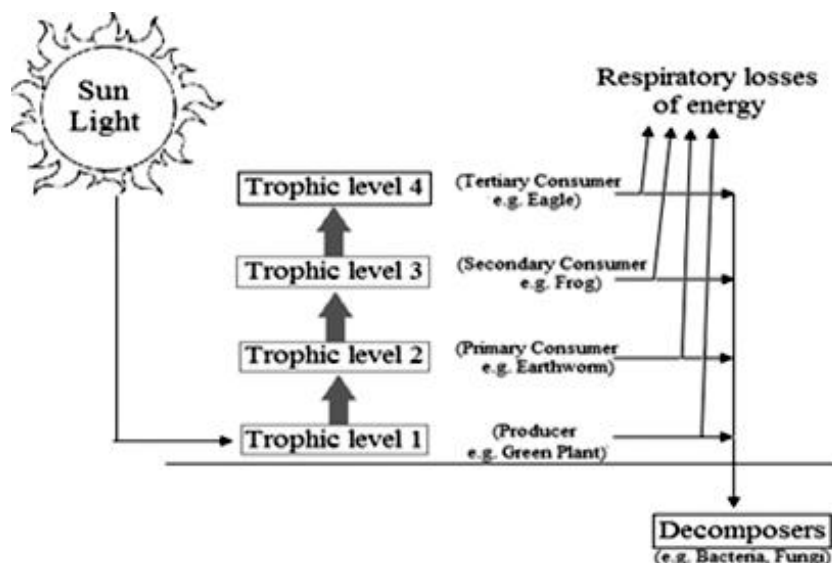 Sun
Light
Respiratory losses
of energy
Trophic level 4
(Tertiary Consumer
e.g. Eagle)
Trophic level 3
(Secondary Consumer
e.g. Frog)
Trophic level 2
(Primary Consumer
e.g. Earthworm)
Trophic level 1
(Producer
e.g. Green Plant)
Decomposers
(e.g. Bacteria, Fungi)